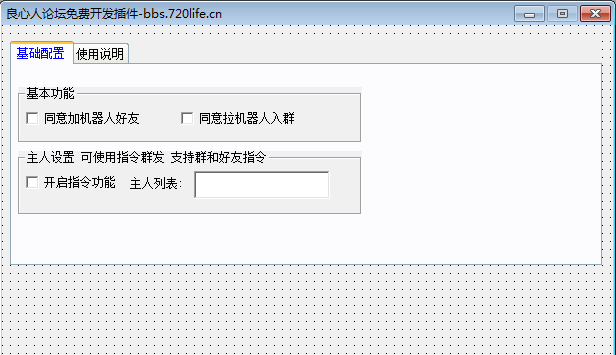 良心人论坛免费开发插件-bbs.720life.cn
基础配置 使用说明
基本功能
同意加机器人好友 同意拉机器人入群
主人设置 可使用指令群发 支持群和好友指令
开启指令功能 主人列表: